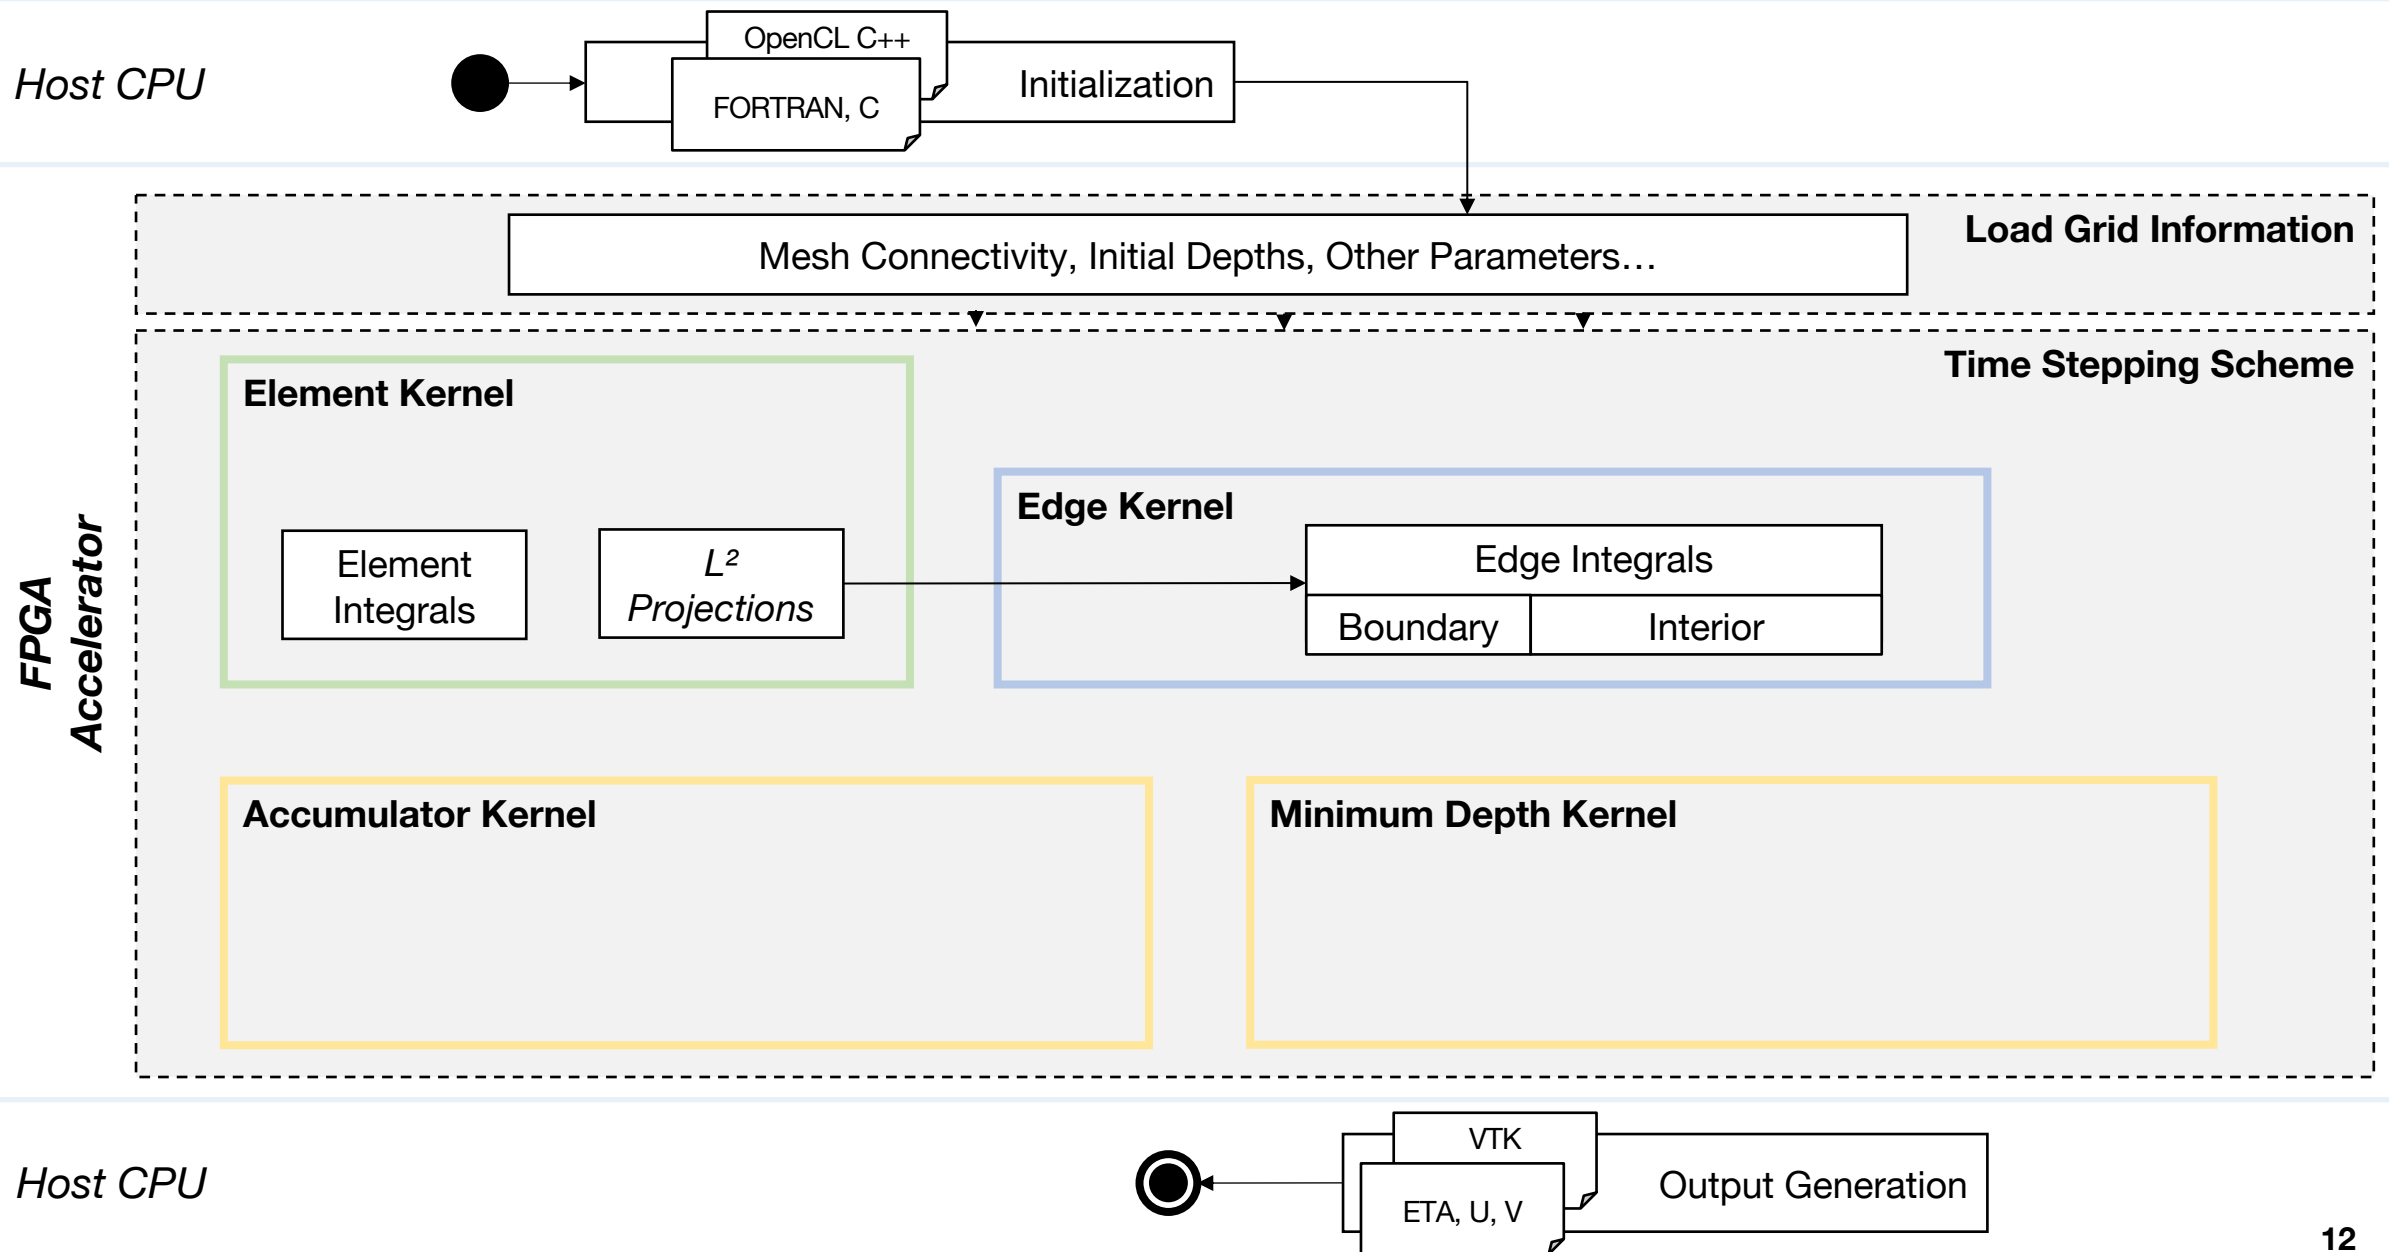 Host CPU
OpenCL C++
FORTRAN, C
Initialization
Load Grid Information
Mesh Connectivity, Initial Depths, Other Parameters…
Time Stepping Scheme
FPGA
Accelerator
Element Kernel
Element
Integrals
L²
Projections
Edge Kernel
Edge Integrals
Boundary
Interior
Accumulator Kernel
Minimum Depth Kernel
Host CPU
VTK
ETA, U, V
Output Generation
12